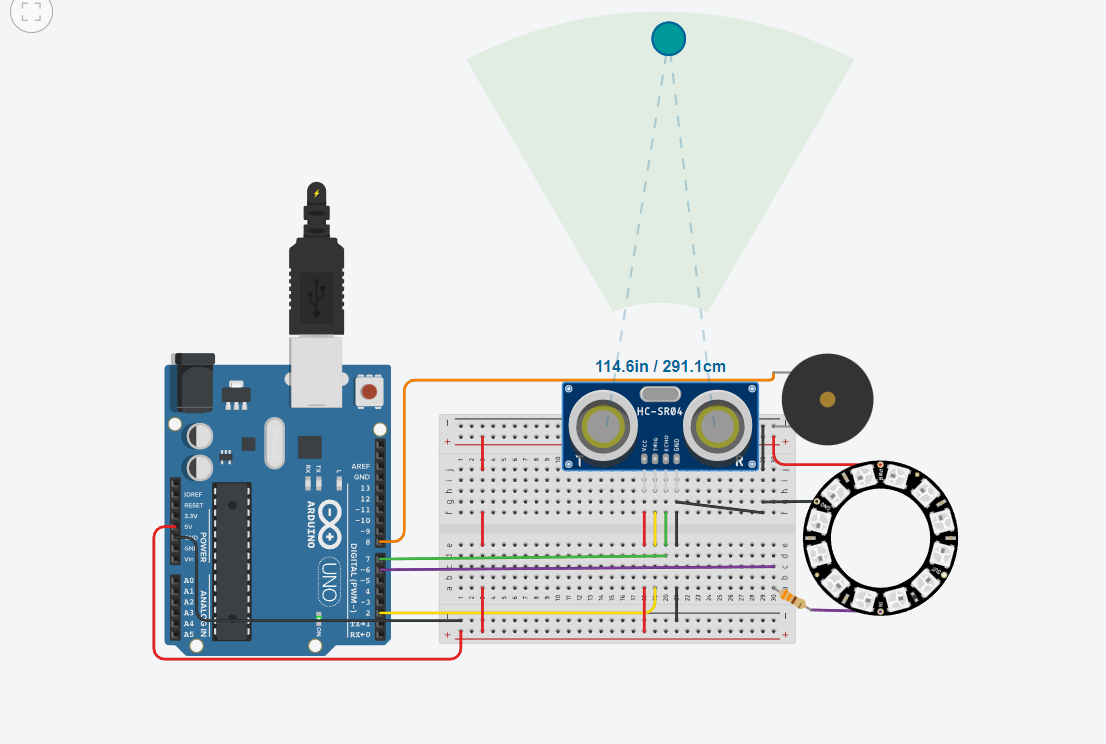 114.6in / 291.1cm
HC-SR04
VCC
TRIG
ECHO
GND
AREF
GND
13
12
~11
~10
~9
8
7
~6
~5
4
~3
2
TX→1
RX←0
DIGITAL (PWM~)
IOREF
RESET
3.3V
5V
GND
GND
Vin
POWER
A0
A1
A2
A3
A4
A5
ANALOG IN
RX
TX
L
ARDUINO
UNO
ON